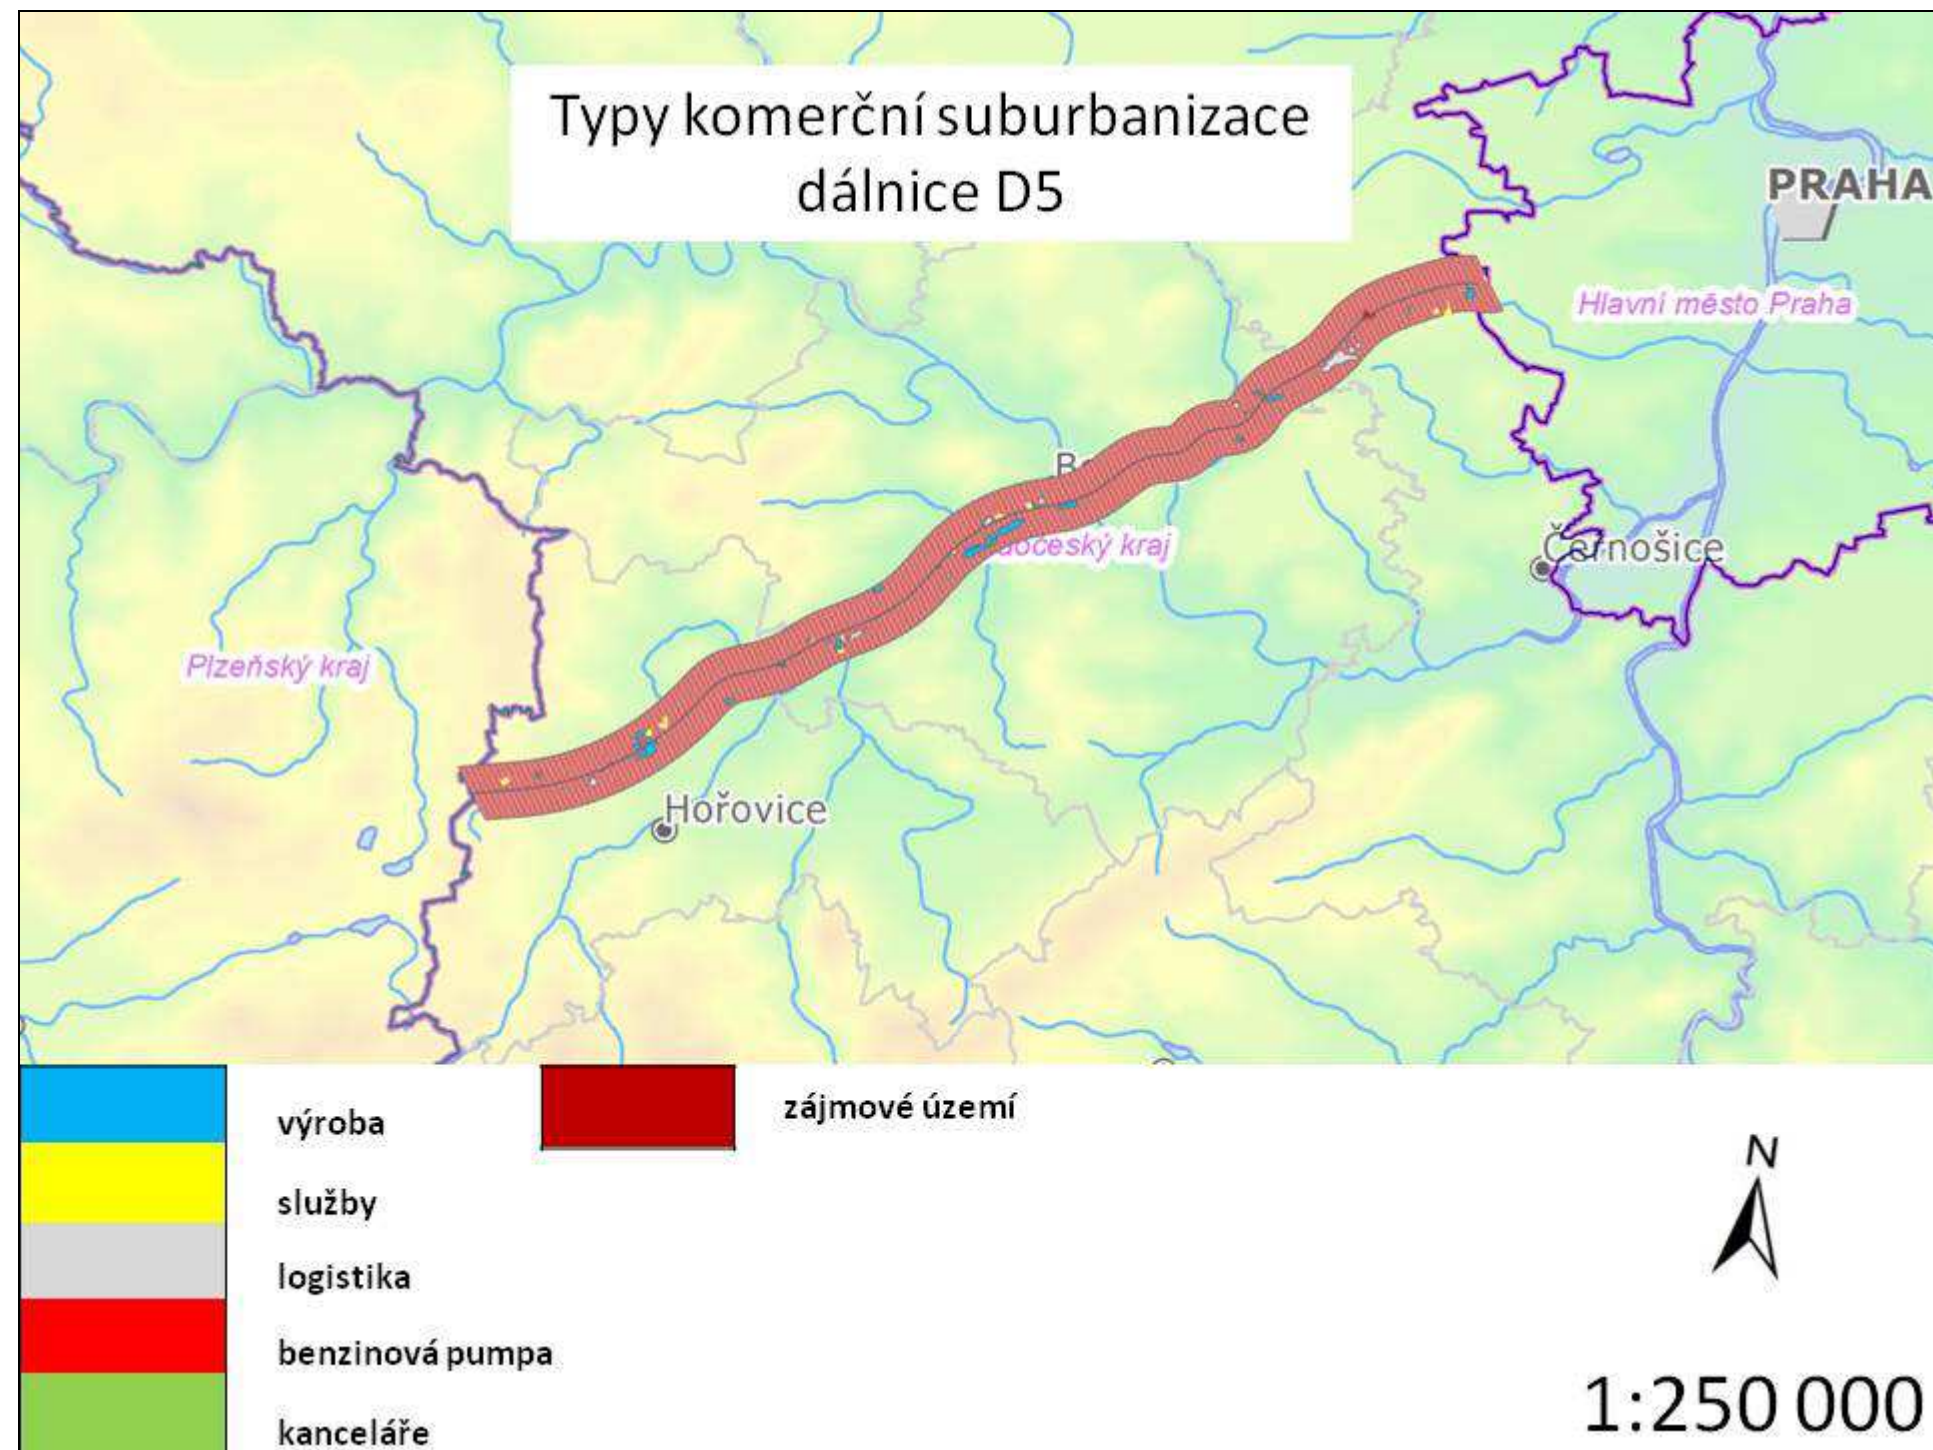 Typy komerční suburbanizace
dálnice D5
PRAHA
Hlavní město Praha
Černošice
Plzeňský kraj
Hořovice
kraj
výroba
zájmové území
služby
logistika
benzinová pumpa
kanceláře
N
1:250 000